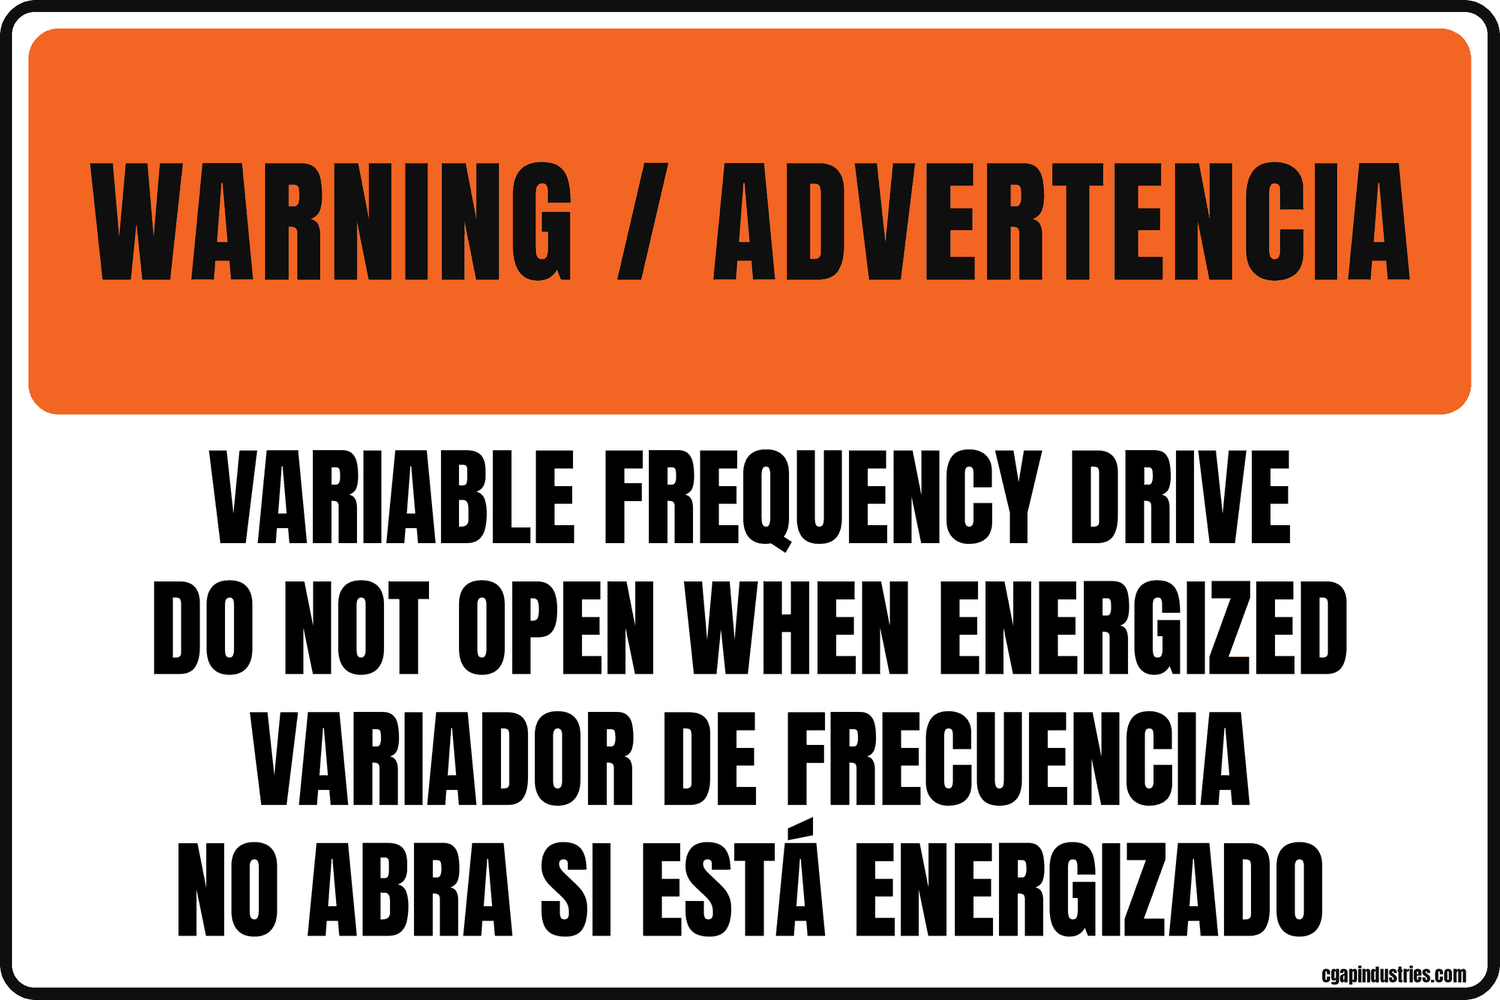 WARNING / ADVERTENCIA
VARIABLE FREQUENCY DRIVE
DO NOT OPEN WHEN ENERGIZED
VARIADOR DE FRECUENCIA
NO ABRA SI ESTÁ ENERGIZADO
cgapindustries.com